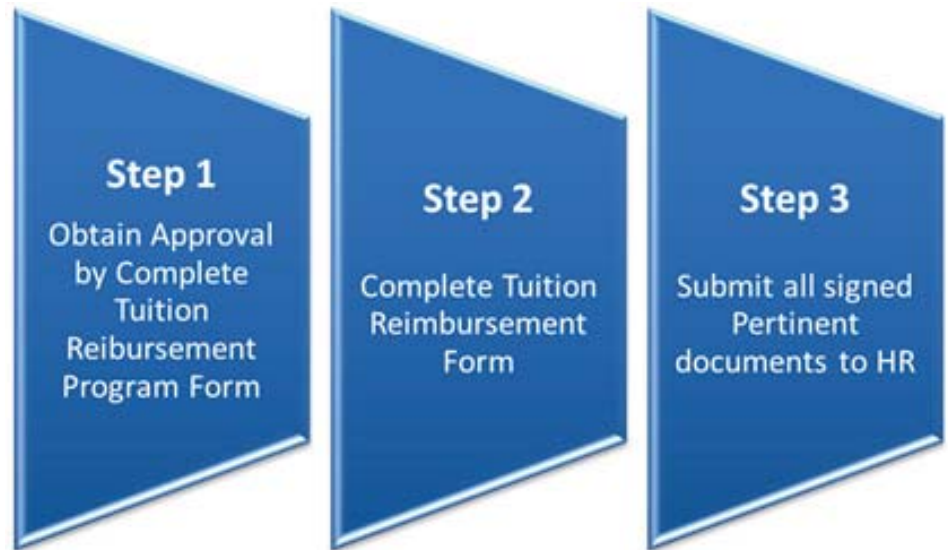 Step 1
Obtain Approval
by Complete
Tuition
Reibursement
Program Form
Step 2
Complete Tuition
Reimbursement
Form
Step 3
Submit all signed
Pertinent
documents to HR